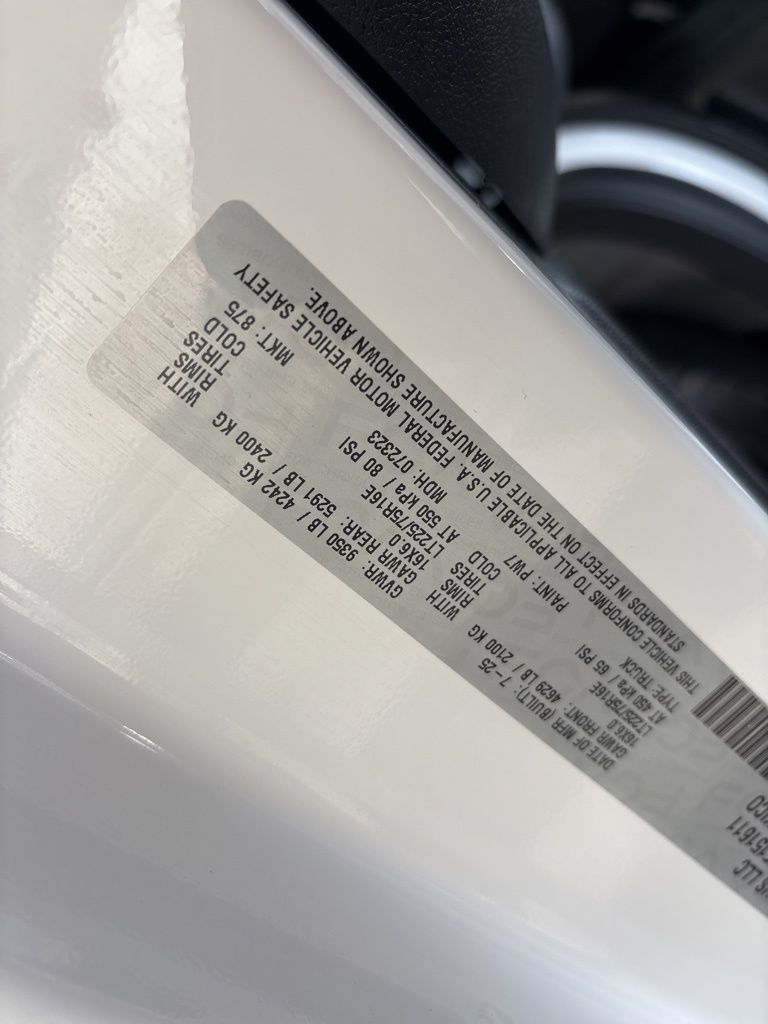 LLC
DATE OF MFR (BUILT): 7-25 GVWR: 9350 LB / 4242 KG
GAWR FRONT: 4629 LB / 2100 KG WITH GAWR REAR: 5291 LB / 2400 KG WITH
16X6.0 RIMS 16X6.0 RIMS
LT225/75R16E TIRES LT225/75R16E TIRES
AT 450 kPa / 65 PSI COLD AT 550 kPa / 80 PSI COLD
TYPE: TRUCK PAINT: PW7 MDH: 072323 MKT: 875
THIS VEHICLE CONFORMS TO ALL APPLICABLE U.S.A. FEDERAL MOTOR VEHICLE SAFETY
STANDARDS IN EFFECT ON THE DATE OF MANUFACTURE SHOWN ABOVE.